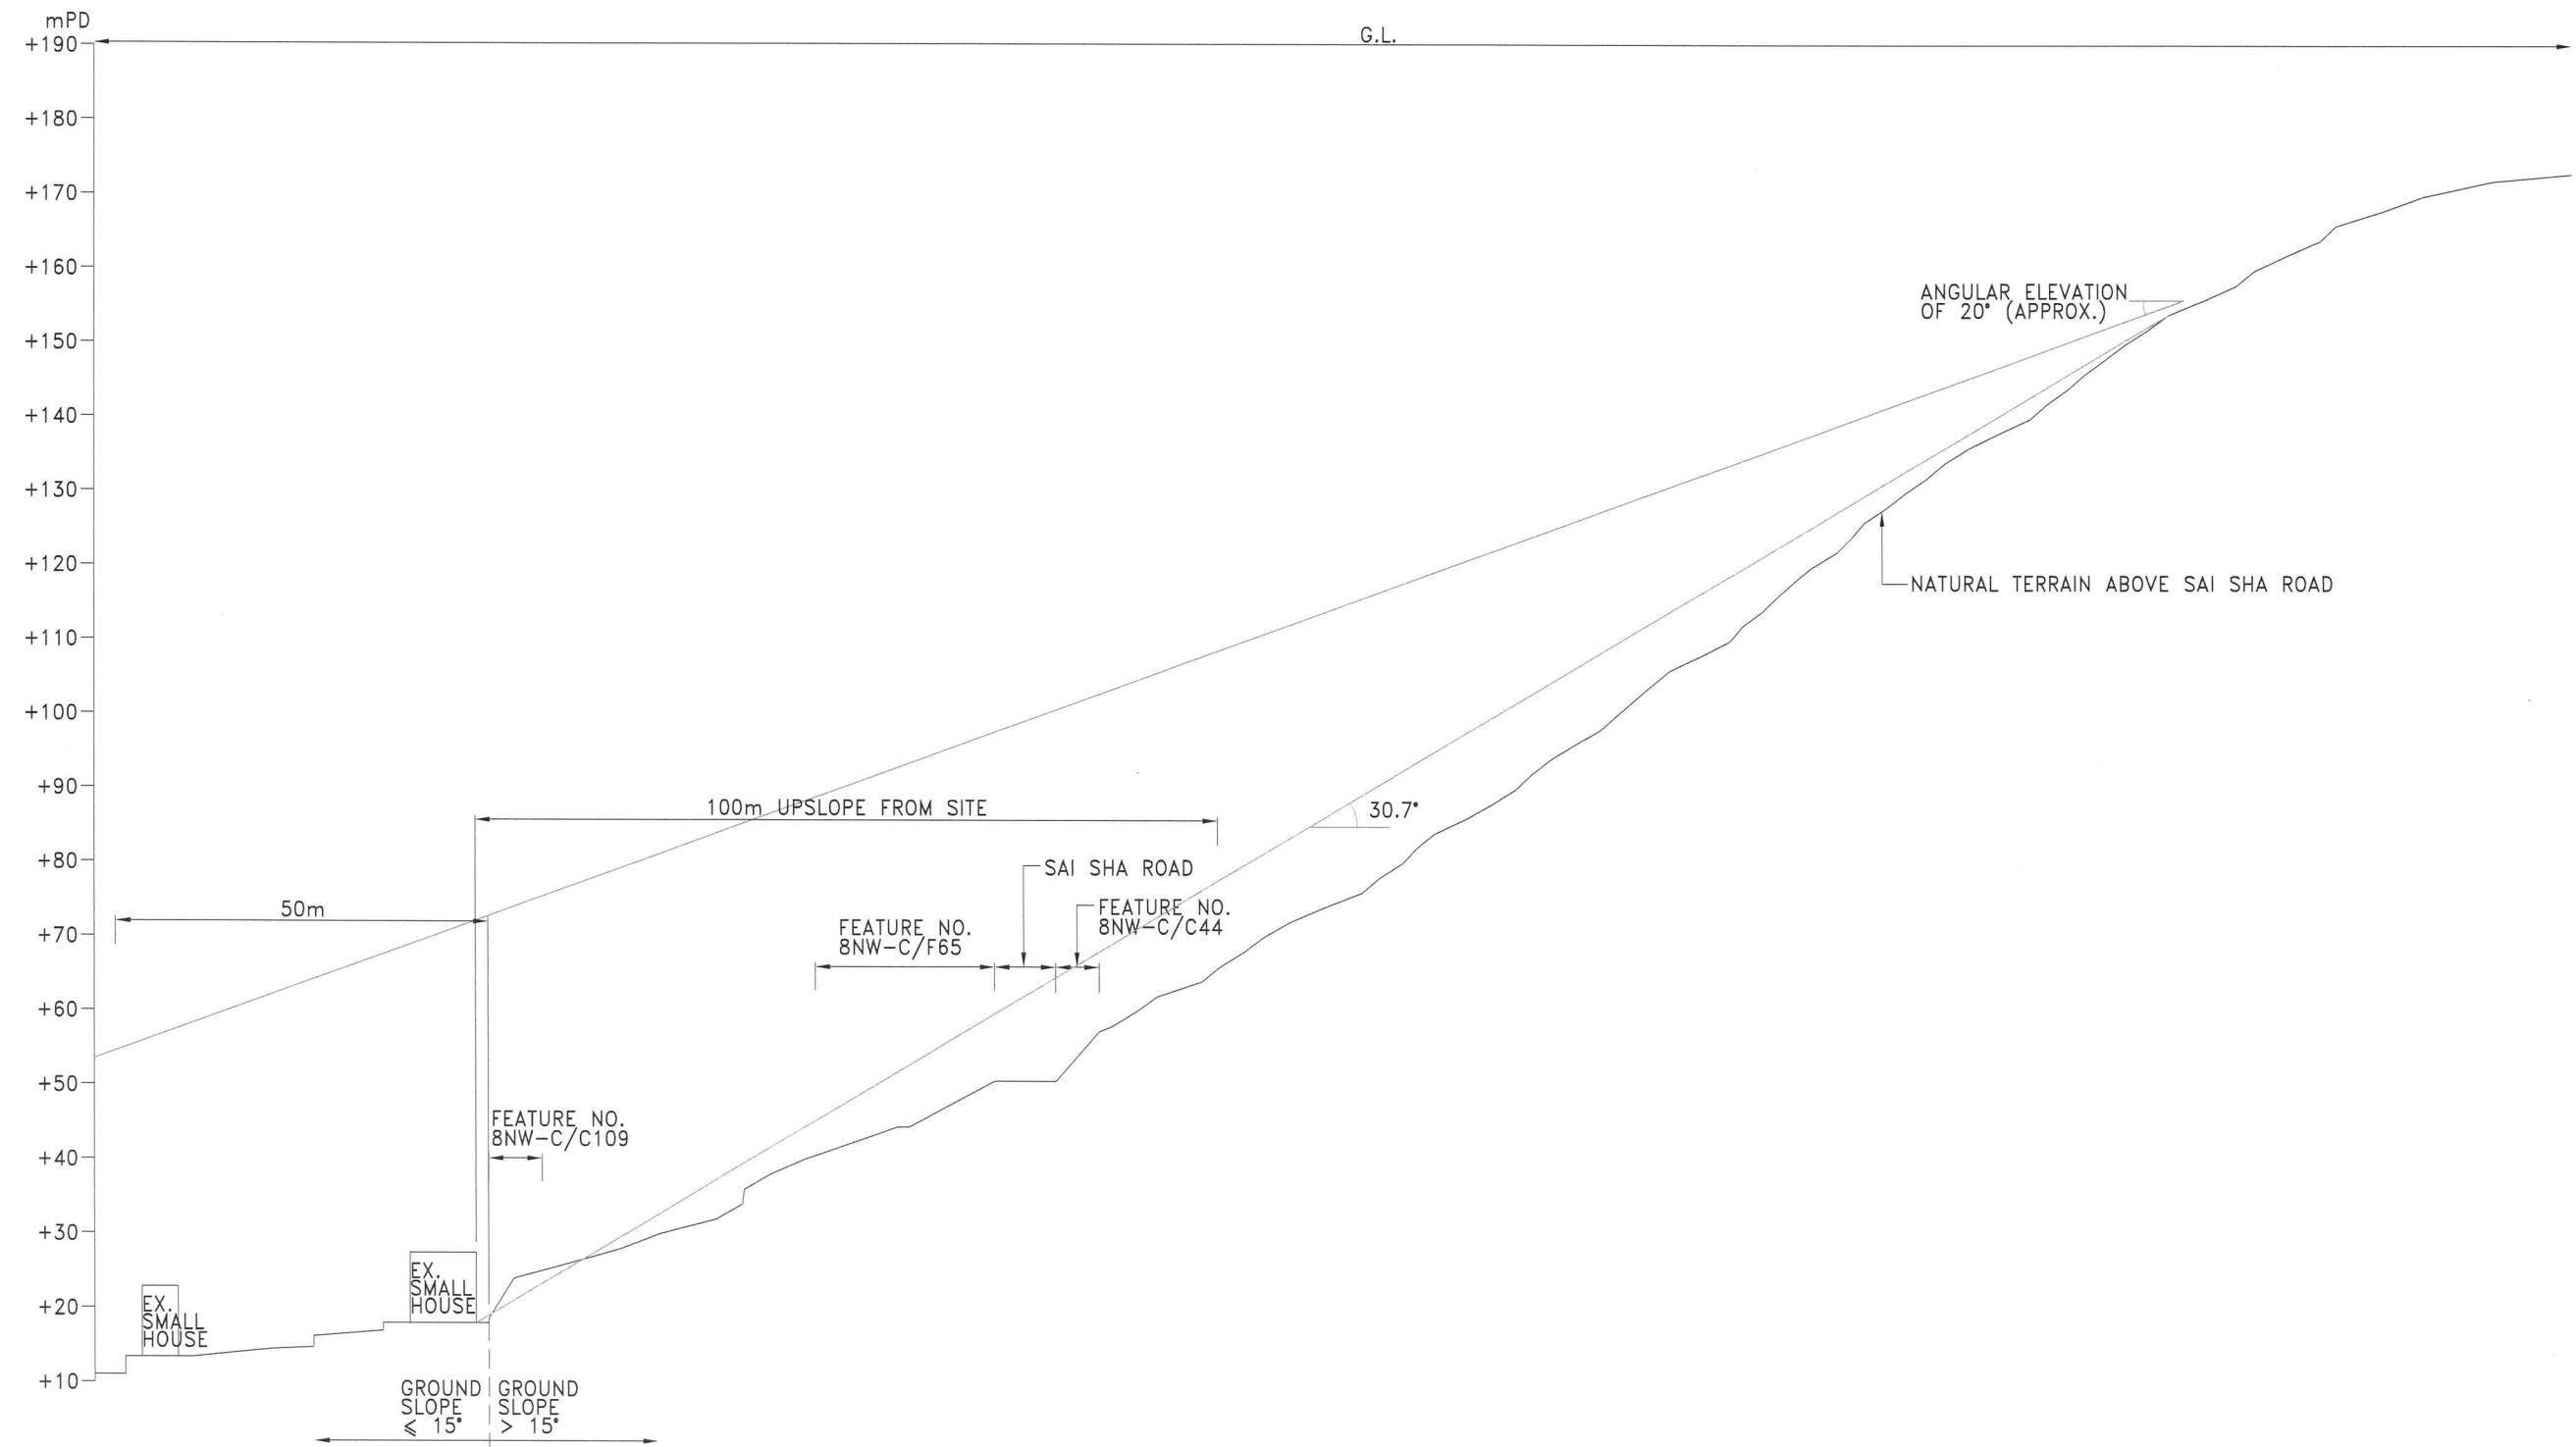 mPD
+190
G.L.
+180
+170
+160
ANGULAR ELEVATION
OF 20° (APPROX.)
+150
+140
+130
+120
NATURAL TERRAIN ABOVE SAI SHA ROAD
+110
+100
+90
100m UPSLOPE FROM SITE
30.7°
+80
SAI SHA ROAD
50m
FEATURE NO.
8NW-C/C44
FEATURE NO.
8NW-C/F65
+70
+60
+50
FEATURE NO.
8NW-C/C109
+40
+30
EX.
SMALL
HOUSE
+20
EX.
SMALL
HOUSE
+10
GROUND
SLOPE
⩽ 15°
GROUND
SLOPE
> 15°